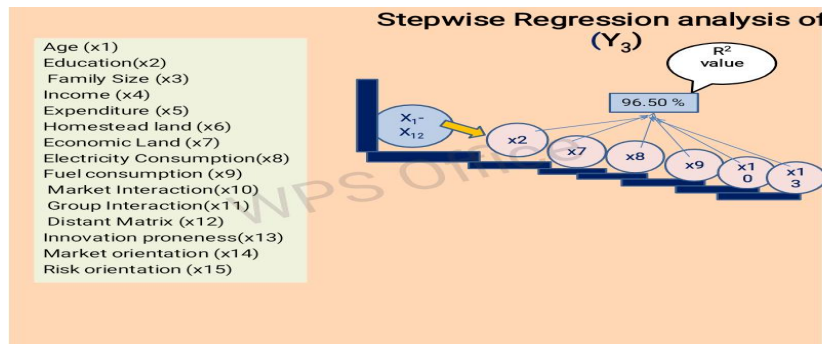 Stepwise Regression analysis of
(Y3)
Age (x1)
Education(x2)
Family Size (x3)
Income (x4)
Expenditure (x5)
Homestead land (x6)
Economic Land (x7)
Electricity Consumption(x8)
Fuel consumption (x9)
Market Interaction(x10)
Group Interaction(x11)
Distant Matrix (x12)
Innovation proneness(x13)
Market orientation (x14)
Risk orientation (x15)
R2
value
96.50 %
X1-
X12
x2
x7
x8
x9
x1
0
x1
3
WPS Office